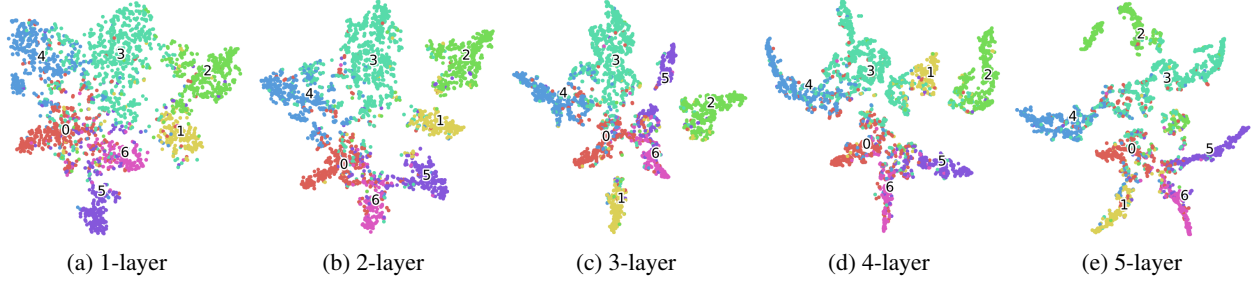 4 3 2 0 1 6 5
3 2 4 1 0 5 6
3 5 4 2 0 6 1
1 3 2 4 0 5 6
2 3 4 0 5 6 1
(a) 1-layer
(b) 2-layer
(c) 3-layer
(d) 4-layer
(e) 5-layer